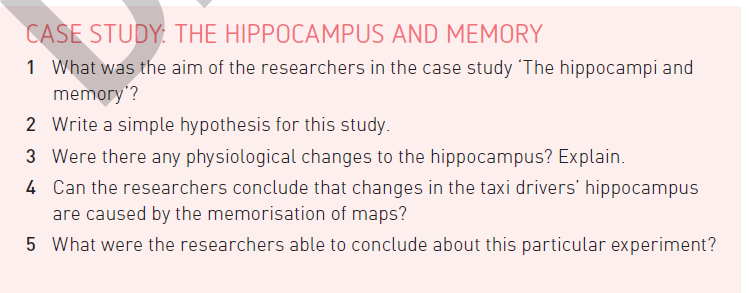 CASE STUDY: THE HIPPOCAMPUS AND MEMORY
1 What was the aim of the researchers in the case study ‘The hippocampi and
memory’?
2 Write a simple hypothesis for this study.
3 Were there any physiological changes to the hippocampus? Explain.
4 Can the researchers conclude that changes in the taxi drivers’ hippocampus
are caused by the memorisation of maps?
5 What were the researchers able to conclude about this particular experiment?